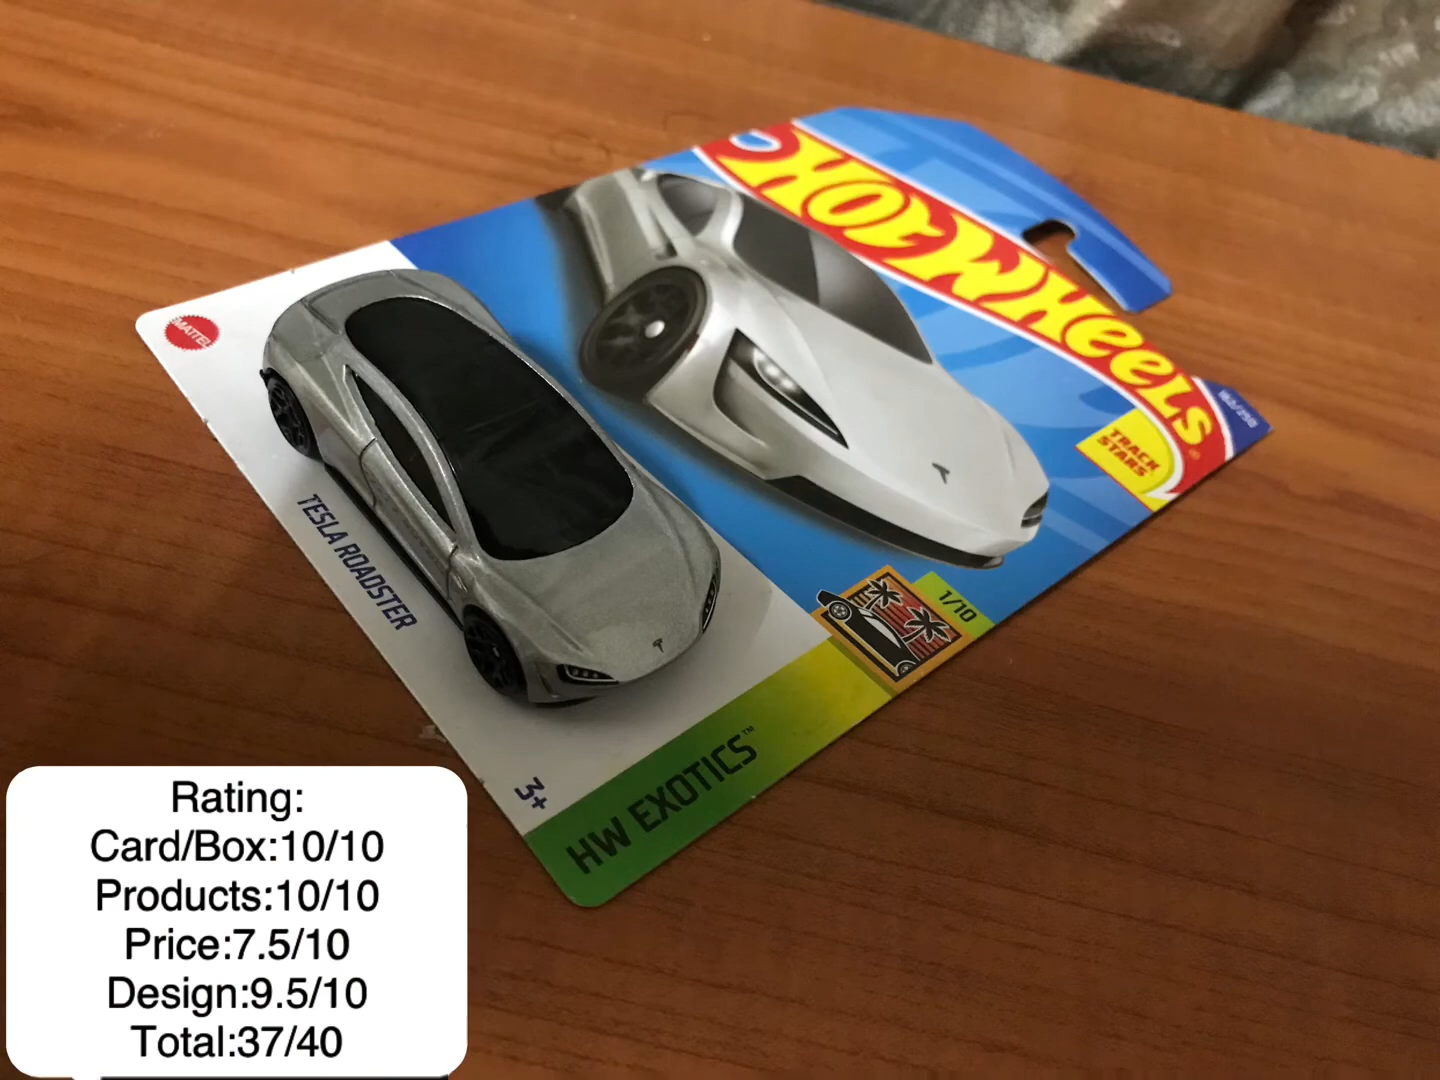 HOT WHEELS
TRACK
STARS
MATTEL
TESLA ROADSTER
1/10
HW EXOTICS™
3+
Rating:
Card/Box:10/10
Products:10/10
Price:7.5/10
Design:9.5/10
Total:37/40